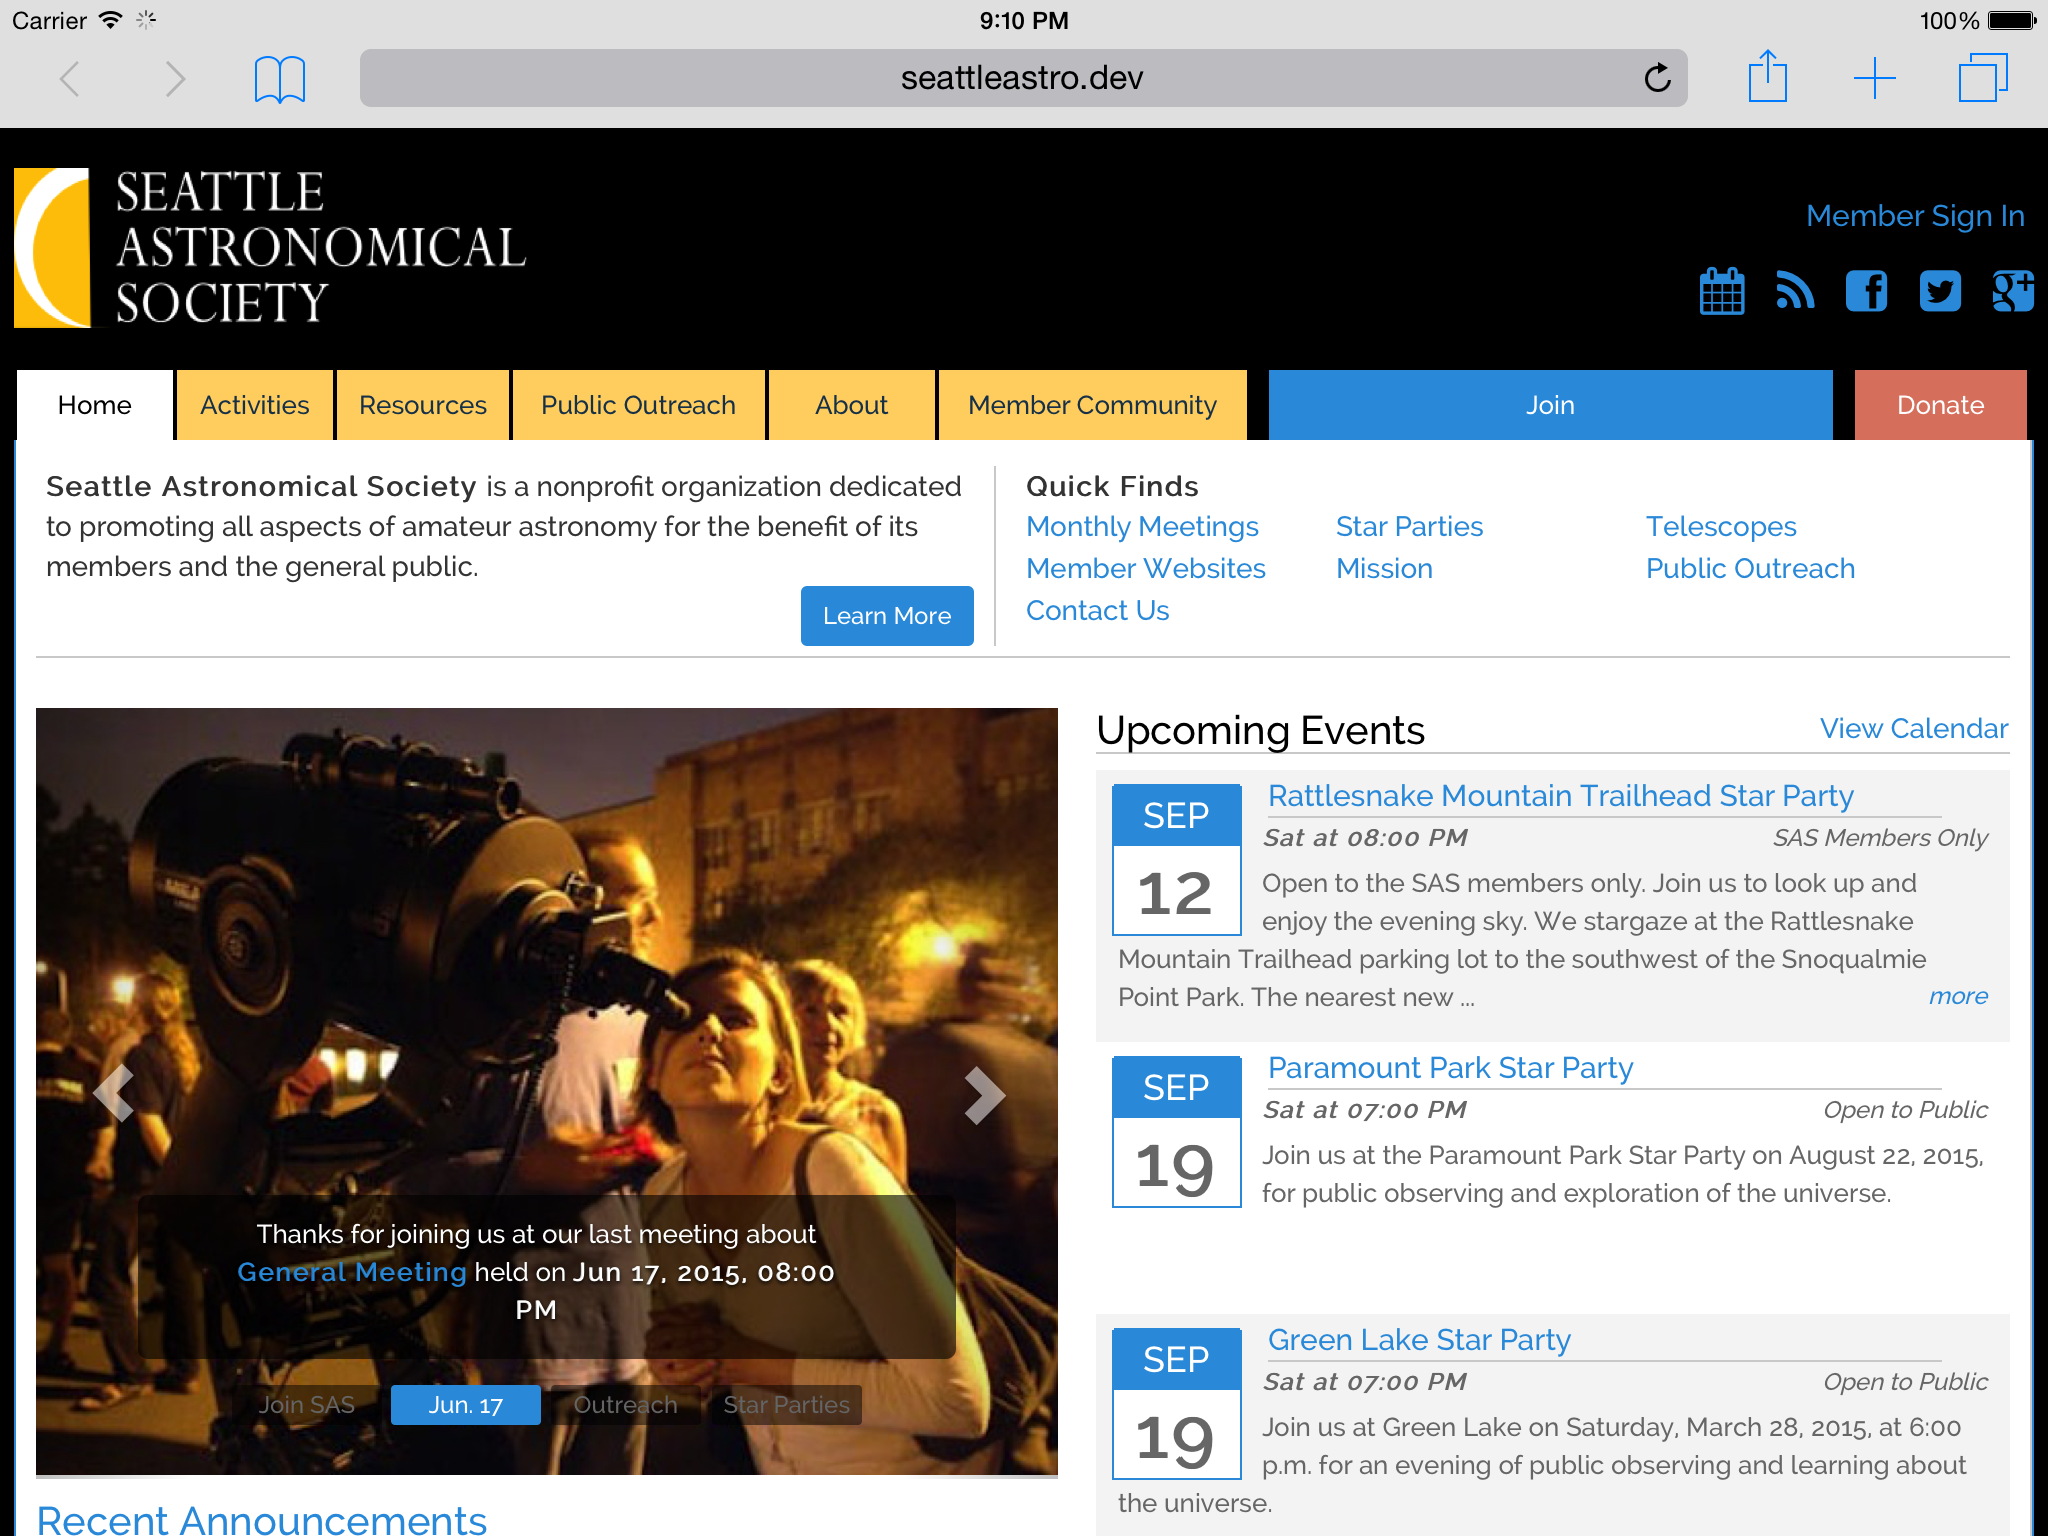 Carrier 9:10 PM 100%
seattleastro.dev
SEATTLE
ASTRONOMICAL
SOCIETY
Member Sign In
Home Activities Resources Public Outreach About Member Community Join Donate
Seattle Astronomical Society is a nonprofit organization dedicated
to promoting all aspects of amateur astronomy for the benefit of its
members and the general public.
Learn More
Quick Finds
Monthly Meetings Star Parties Telescopes
Member Websites Mission Public Outreach
Contact Us
Thanks for joining us at our last meeting about
General Meeting held on Jun 17, 2015, 08:00
PM
Join SAS Jun. 17 Outreach Star Parties
Recent Announcements
Upcoming Events View Calendar
SEP
12
Rattlesnake Mountain Trailhead Star Party
Sat at 08:00 PM SAS Members Only
Open to the SAS members only. Join us to look up and
enjoy the evening sky. We stargaze at the Rattlesnake
Mountain Trailhead parking lot to the southwest of the Snoqualmie
Point Park. The nearest new ... more
SEP
19
Paramount Park Star Party
Sat at 07:00 PM Open to Public
Join us at the Paramount Park Star Party on August 22, 2015,
for public observing and exploration of the universe.
SEP
19
Green Lake Star Party
Sat at 07:00 PM Open to Public
Join us at Green Lake on Saturday, March 28, 2015, at 6:00
p.m. for an evening of public observing and learning about
the universe.